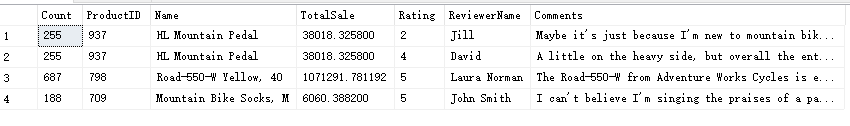 Count ProductID Name TotalSale Rating ReviewerName Comments
1 255 937 HL Mountain Pedal 38018.325800 2 Jill Maybe it's just because I'm new to mountain bik...
2 255 937 HL Mountain Pedal 38018.325800 4 David A little on the heavy side, but overall the ent...
3 687 798 Road-550-W Yellow, 40 1071291.781192 5 Laura Norman The Road-550-W from Adventure Works Cycles is e...
4 188 709 Mountain Bike Socks, M 6060.388200 5 John Smith I can't believe I'm singing the praises of a pa...